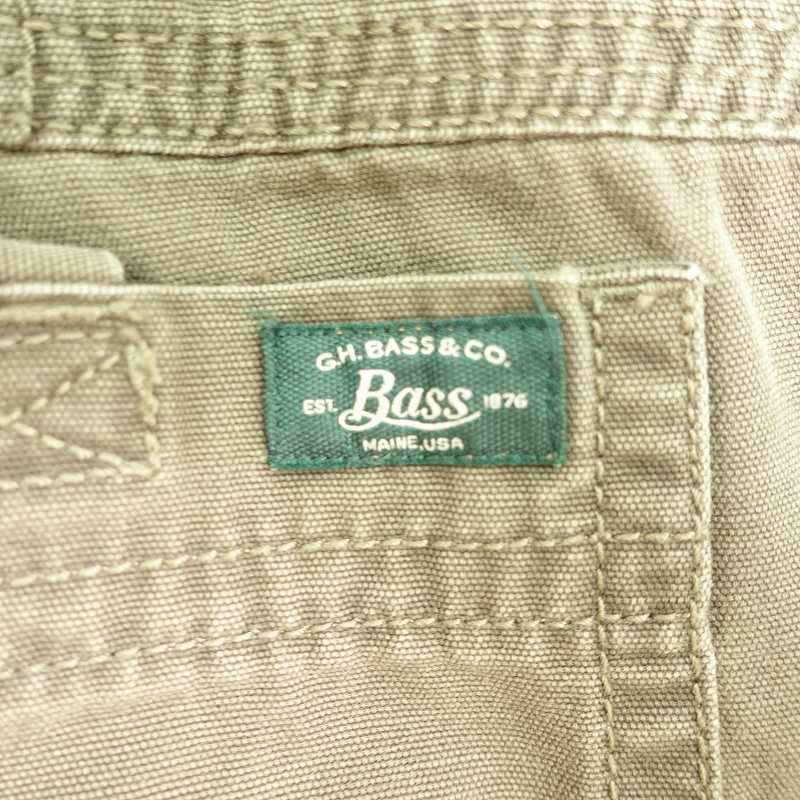 G.H. BASS & CO.
EST. Bass 1876
MAINE, USA